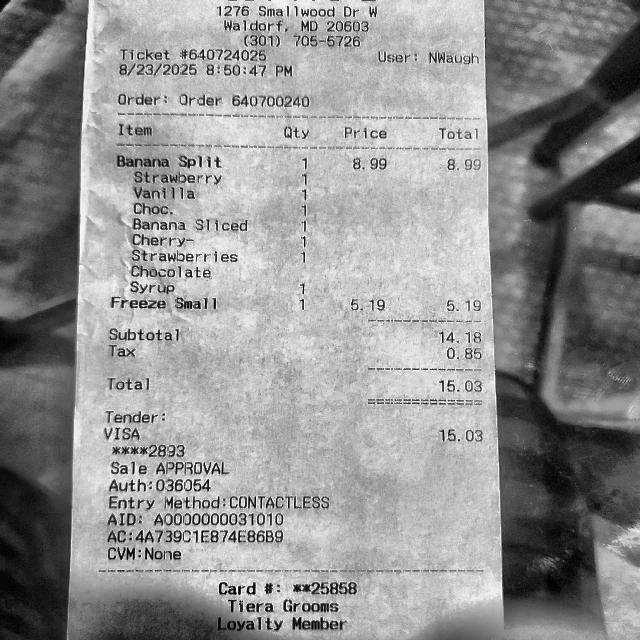 1276 Smallwood Dr W
Waldorf, MD 20603
(301) 705-5726
Ticket #640724025 User: NWaugh
8/23/2025 8:50:47 PM
Order: Order 640700240
Item Qty Price Total
Banana Split 1 8.99 8.99
Strawberry 1
Vanilla 1
Choc. 1
Banana Sliced 1
Cherry- 1
Strawberries 1
Chocolate
Syrup 1
Freeze Small 1 5.19 5.19
Subtotal 14.18
Tax 0.85
Total 15.03
Tender:
VISA 15.03
****2893
Sale APPROVAL
Auth:036054
Entry Method:CONTACTLESS
AID: A0000000031010
AC:4A739C1E874E86B9
CVM:None
Card #: **25858
Tiera Grooms
Loyalty Member